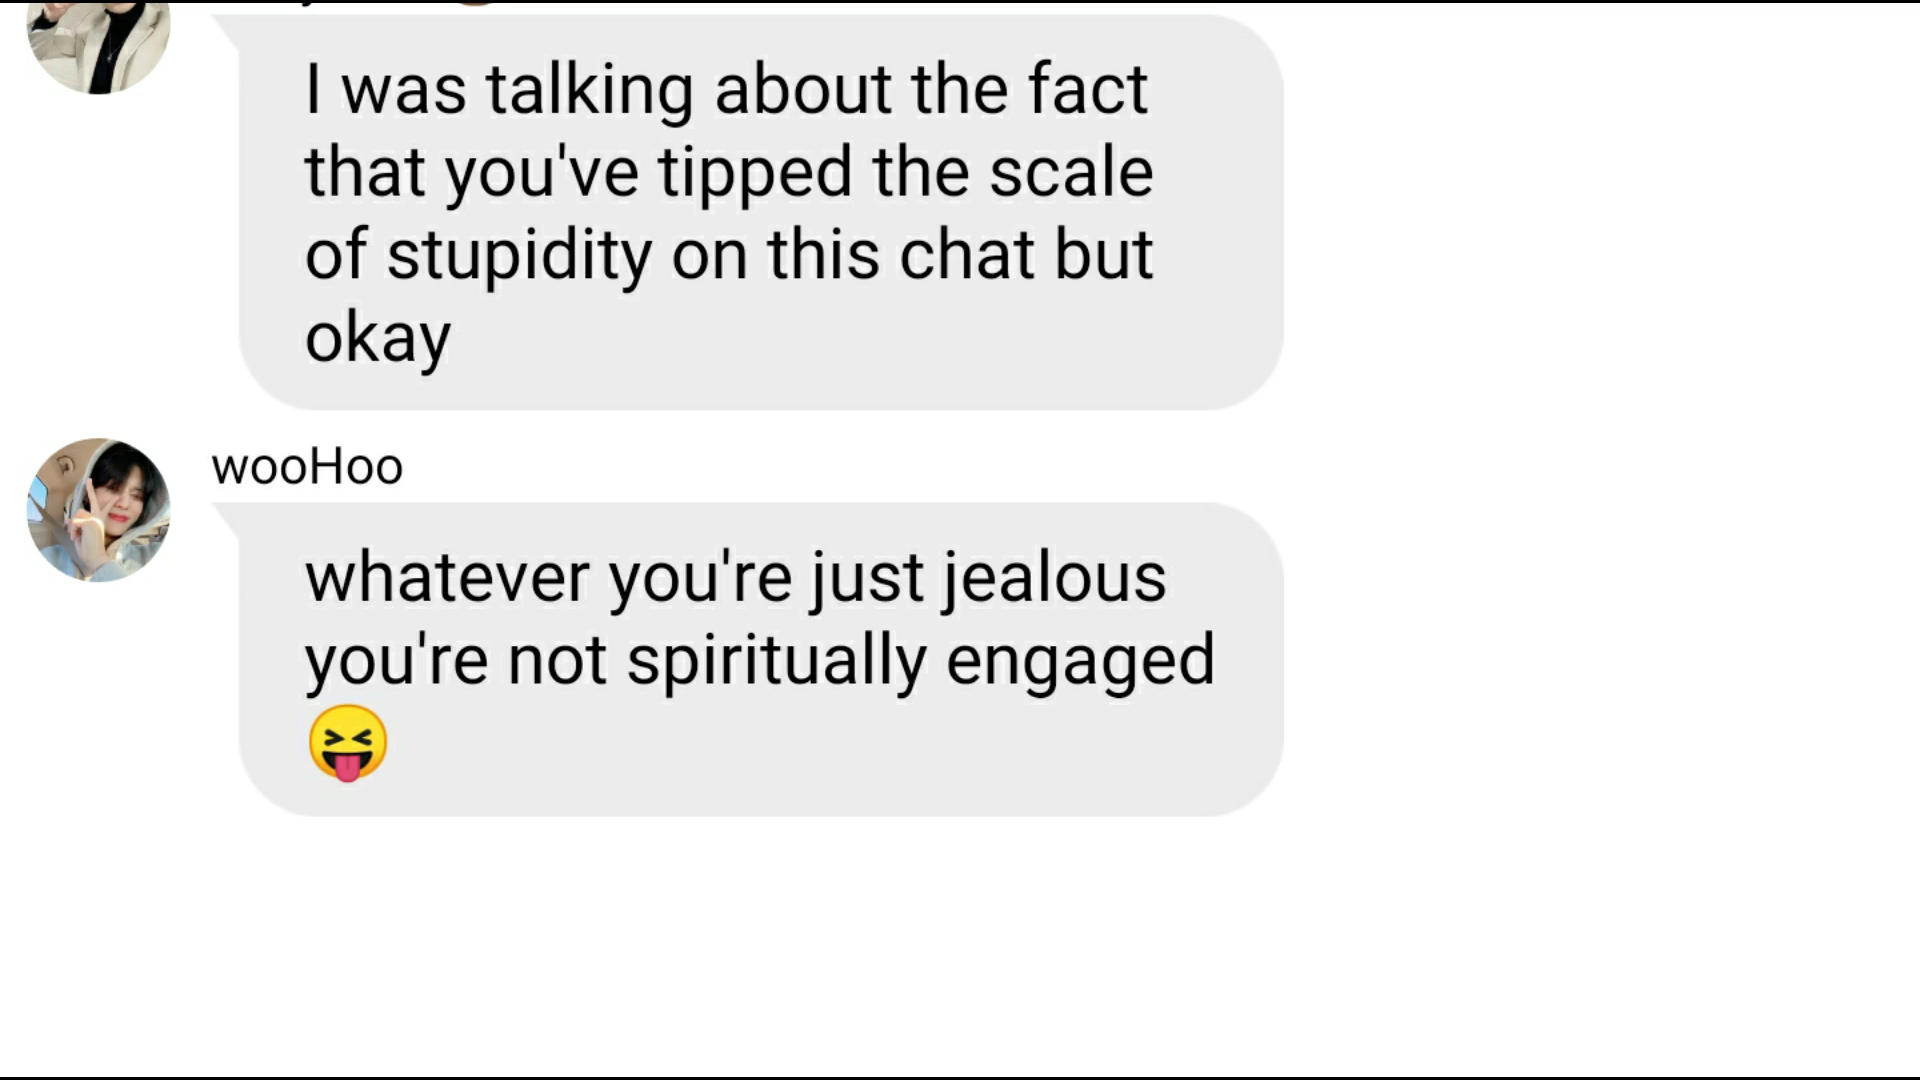 I was talking about the fact
that you've tipped the scale
of stupidity on this chat but
okay
wooHoo
whatever you're just jealous
you're not spiritually engaged
😝